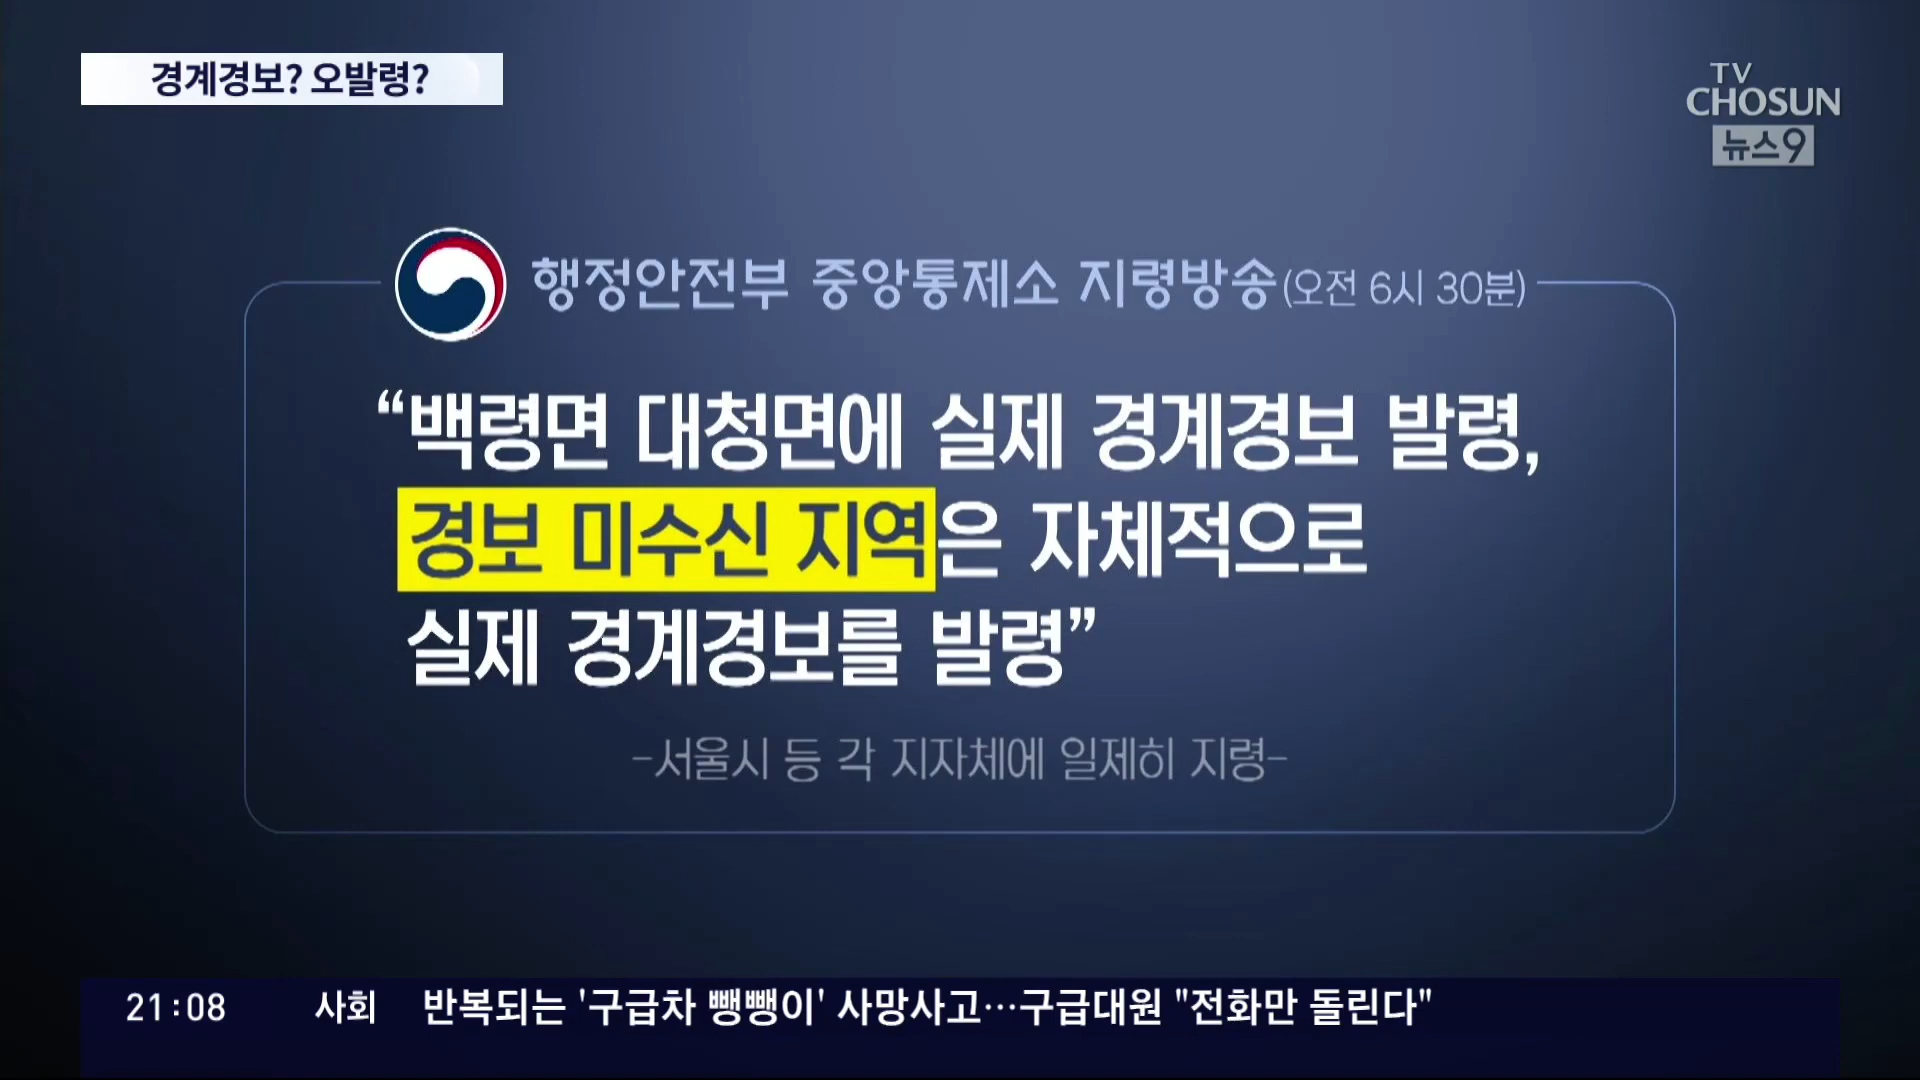 경계경보? 오발령?
TV
CHOSUN
뉴스9
행정안전부 중앙통제소 지령방송(오전 6시 30분)
“백령면 대청면에 실제 경계경보 발령,
경보 미수신 지역은 자체적으로
실제 경계경보를 발령”
-서울시 등 각 지자체에 일제히 지령-
21:08 사회 반복되는 '구급차 뺑뺑이' 사망사고…구급대원 "전화만 돌린다"